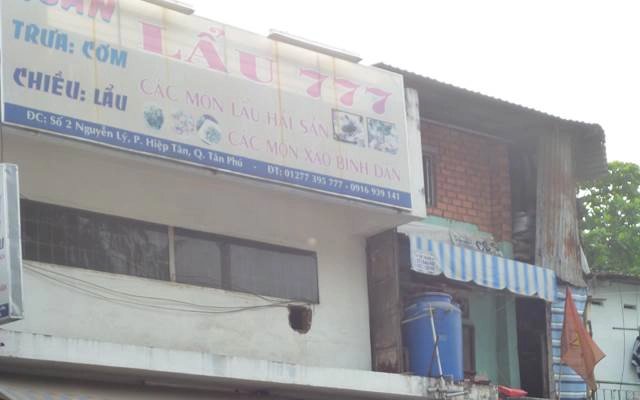 QUÁN
LẨU 777
TRƯA: CƠM
CHIỀU: LẨU
CÁC MÓN LẨU HẢI SẢN
CÁC MÓN XÀO BÌNH DÂN
ĐC: Số 2 Nguyễn Lý, P. Hiệp Tân, Q. Tân Phú - ĐT: 01277 395 777 - 0916 939 141